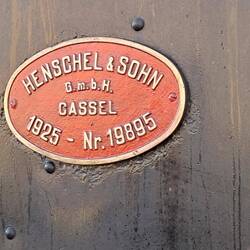 HENSCHEL & SOHN
G.m.b.H.
CASSEL
1925 - Nr. 19895